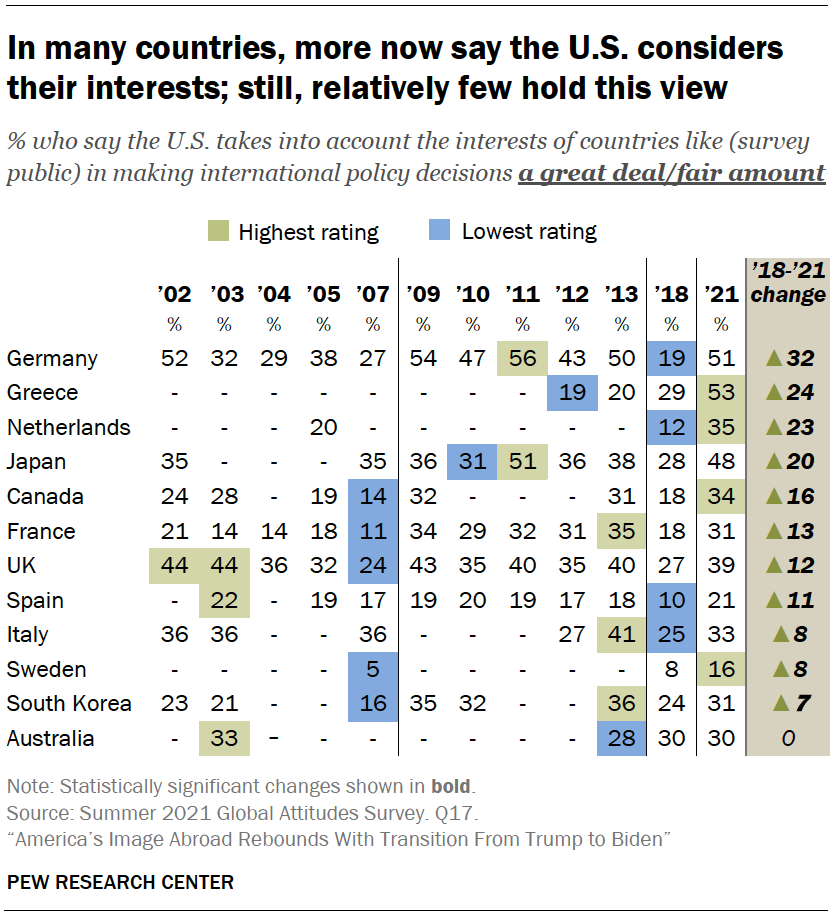 In many countries, more now say the U.S. considers
their interests; still, relatively few hold this view
% who say the U.S. takes into account the interests of countries like (survey
public) in making international policy decisions a great deal/fair amount
Highest rating Lowest rating
’18-’21
’02 ’03 ’04 ’05 ’07 ’09 ’10 ’11 ’12 ’13 ’18 ’21 change
% % % % % % % % % % % %
Germany 52 32 29 38 27 54 47 56 43 50 19 51 ▲32
Greece - - - - - - - - 19 20 29 53 ▲24
Netherlands - - - 20 - - - - - - 12 35 ▲23
Japan 35 - - - 35 36 31 51 36 38 28 48 ▲20
Canada 24 28 - 19 14 32 - - - 31 18 34 ▲16
France 21 14 14 18 11 34 29 32 31 35 18 31 ▲13
UK 44 44 36 32 24 43 35 40 35 40 27 39 ▲12
Spain - 22 - 19 17 19 20 19 17 18 10 21 ▲11
Italy 36 36 - - 36 - - - 27 41 25 33 ▲8
Sweden - - - - 5 - - - - - 8 16 ▲8
South Korea 23 21 - - 16 35 32 - - 36 24 31 ▲7
Australia - 33 - - - - - - - 28 30 30 0
Note: Statistically significant changes shown in bold.
Source: Summer 2021 Global Attitudes Survey. Q17.
“America’s Image Abroad Rebounds With Transition From Trump to Biden”
PEW RESEARCH CENTER